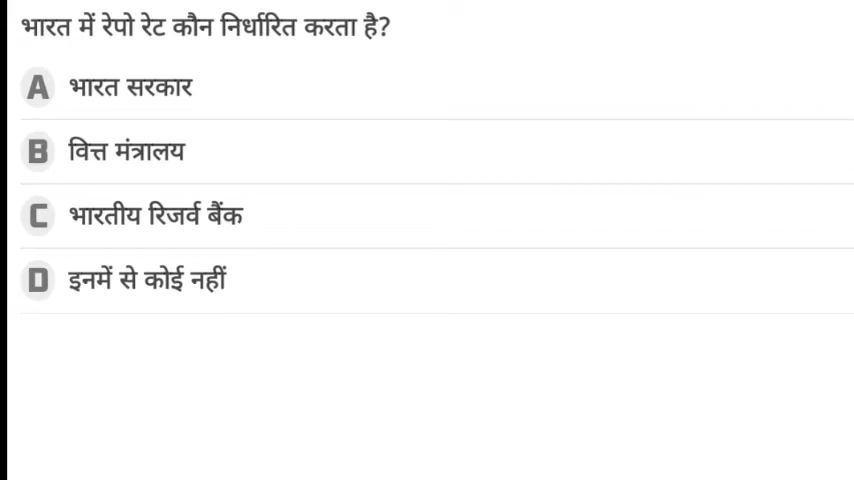 भारत में रेपो रेट कौन निर्धारित करता है?
A भारत सरकार
B वित्त मंत्रालय
C भारतीय रिजर्व बैंक
D इनमें से कोई नहीं